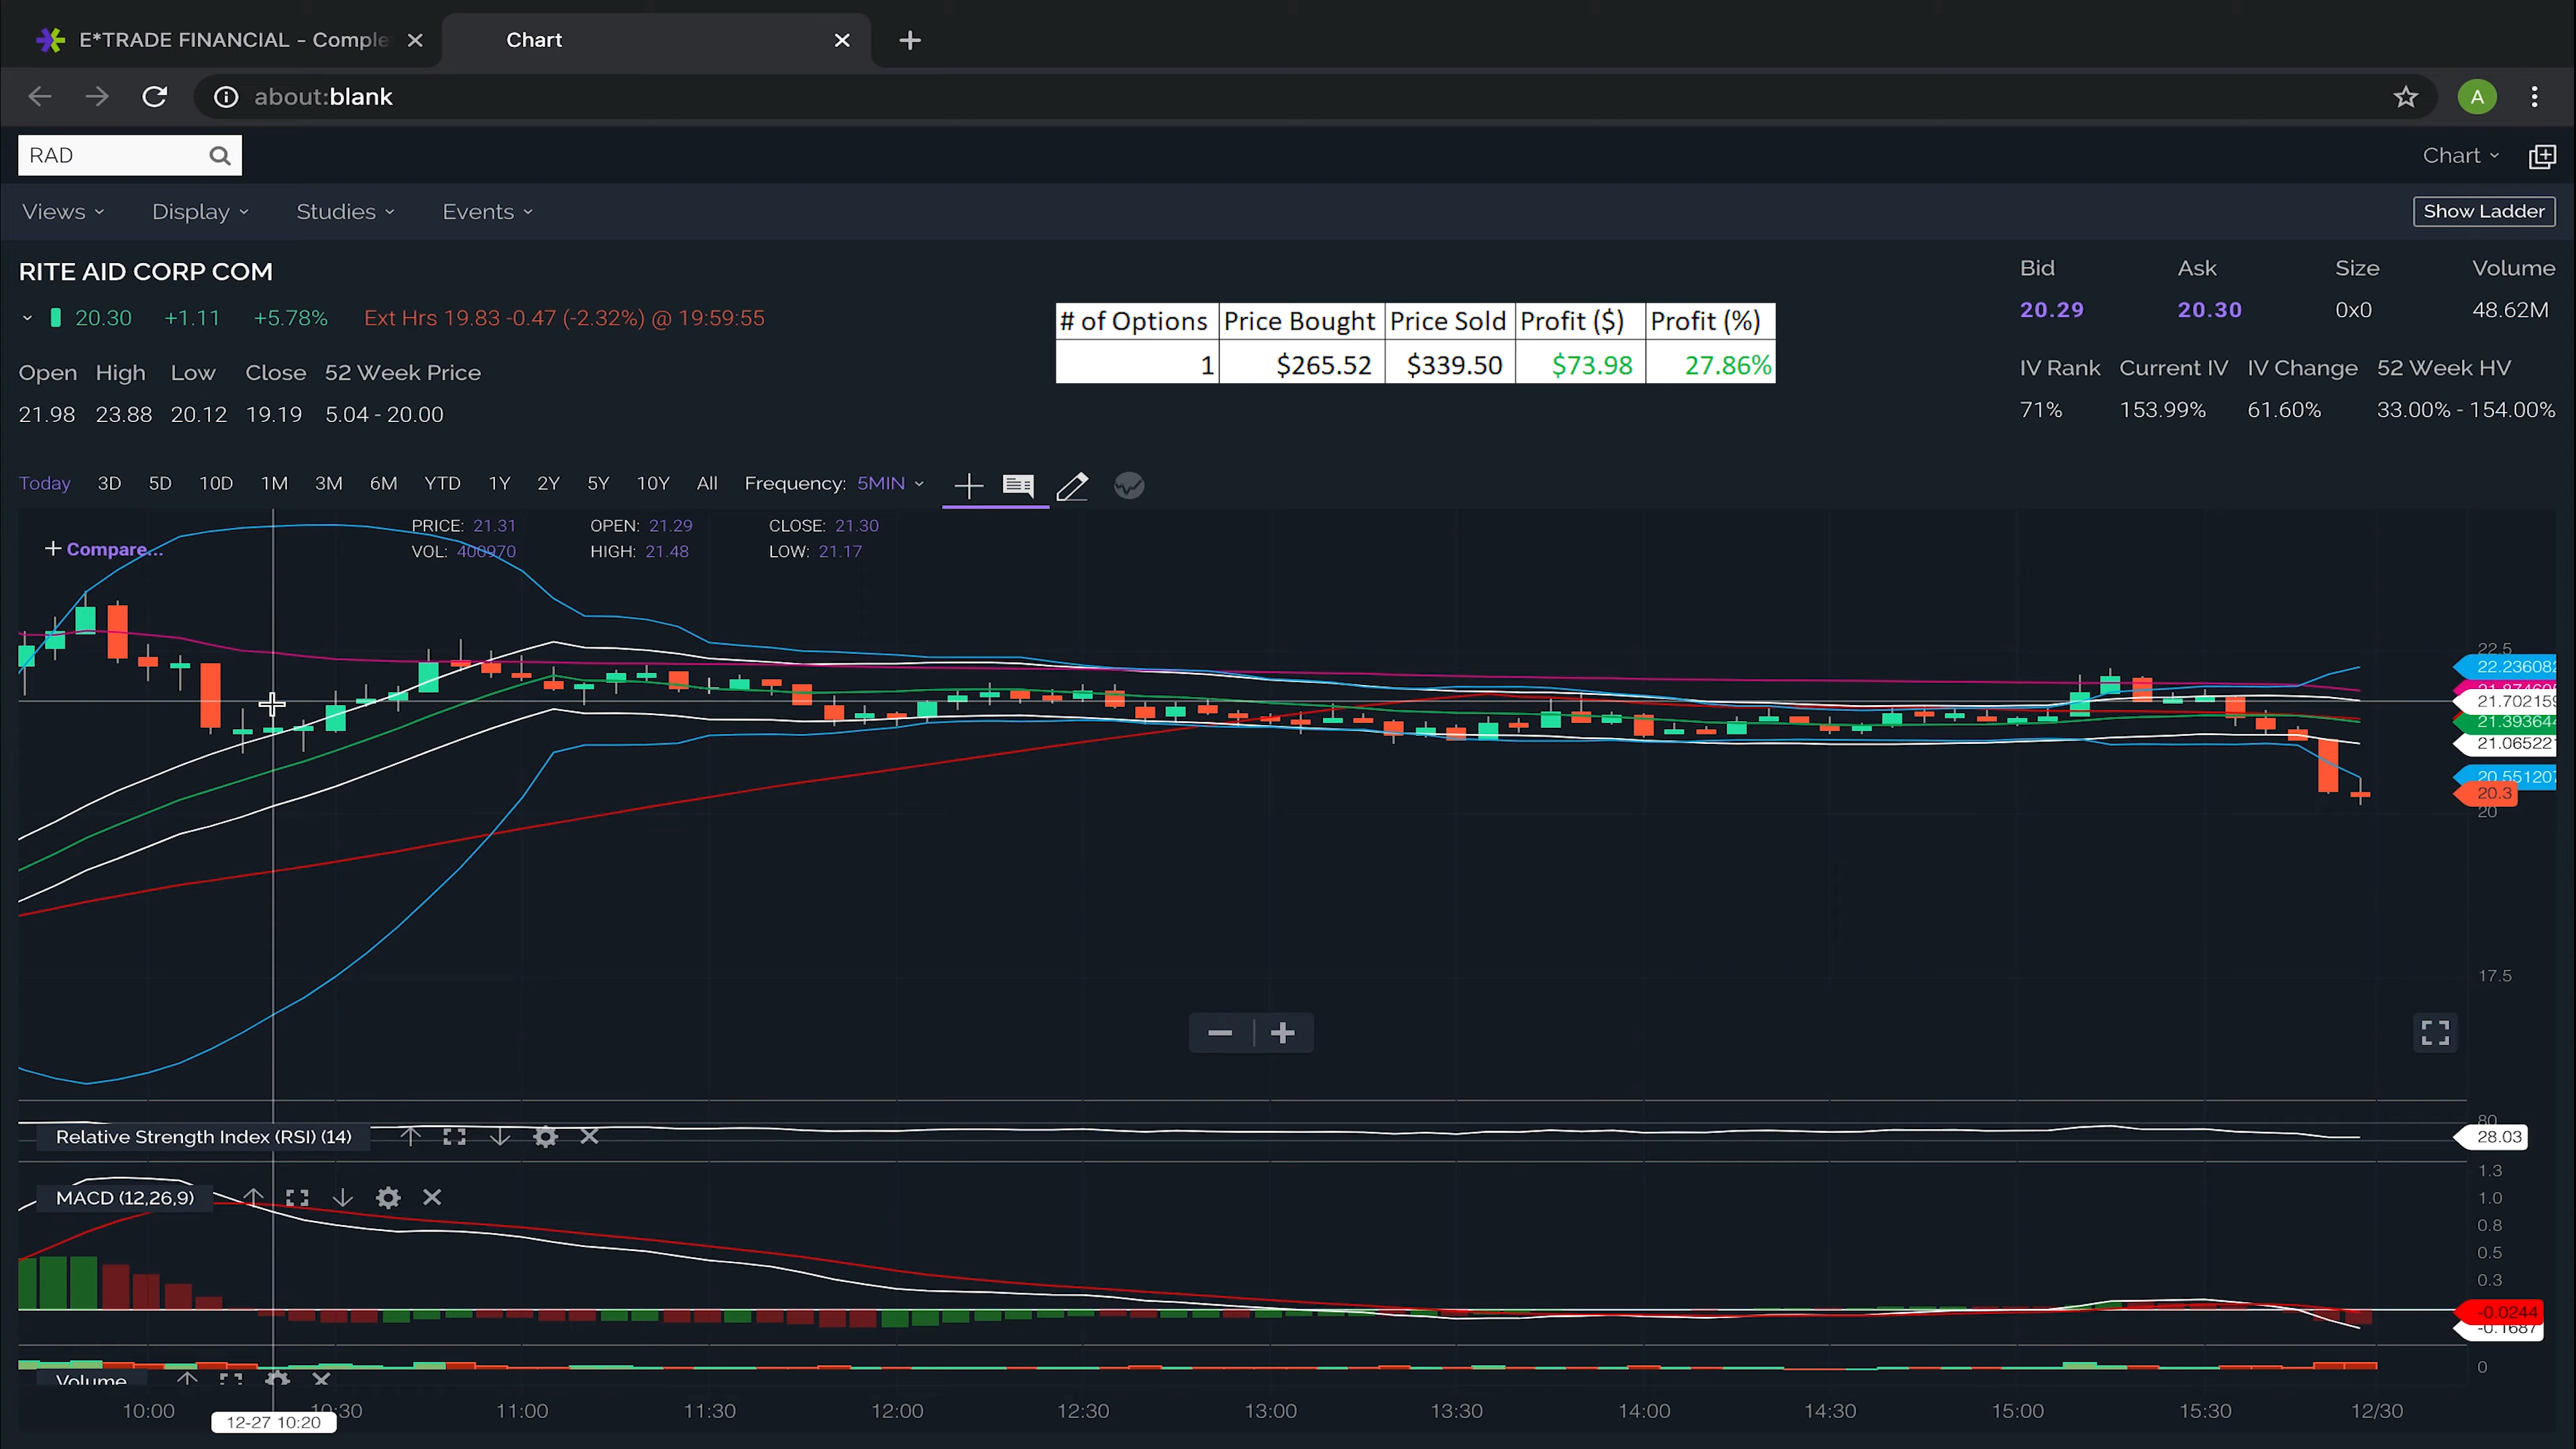 E*TRADE FINANCIAL - Comple
Chart
about:blank
RAD
Chart
Views Display Studies Events
Show Ladder
RITE AID CORP COM
20.30 +1.11 +5.78% Ext Hrs 19.83 -0.47 (-2.32%) @ 19:59:55
Open High Low Close 52 Week Price
21.98 23.88 20.12 19.19 5.04 - 20.00
# of Options Price Bought Price Sold Profit ($) Profit (%)
1 $265.52 $339.50 $73.98 27.86%
Bid Ask Size Volume
20.29 20.30 0x0 48.62M
IV Rank Current IV IV Change 52 Week HV
71% 153.99% 61.60% 33.00% - 154.00%
A
Today 3D 5D 10D 1M 3M 6M YTD 1Y 2Y 5Y 10Y All Frequency: 5MIN
+ Compare...
PRICE: 21.31 OPEN: 21.29 CLOSE: 21.30
VOL: 400970 HIGH: 21.48 LOW: 21.17
22.5
22.236082
21.702159
21.393644
21.065221
20.551207
20.3
20
17.5
Relative Strength Index (RSI) (14)
80
28.03
MACD (12,26,9)
1.3
1.0
0.8
0.5
0.3
-0.0244
-0.1687
Volume
0
10:00 10:30 11:00 11:30 12:00 12:30 13:00 13:30 14:00 14:30 15:00 15:30 12/30
12-27 10:20